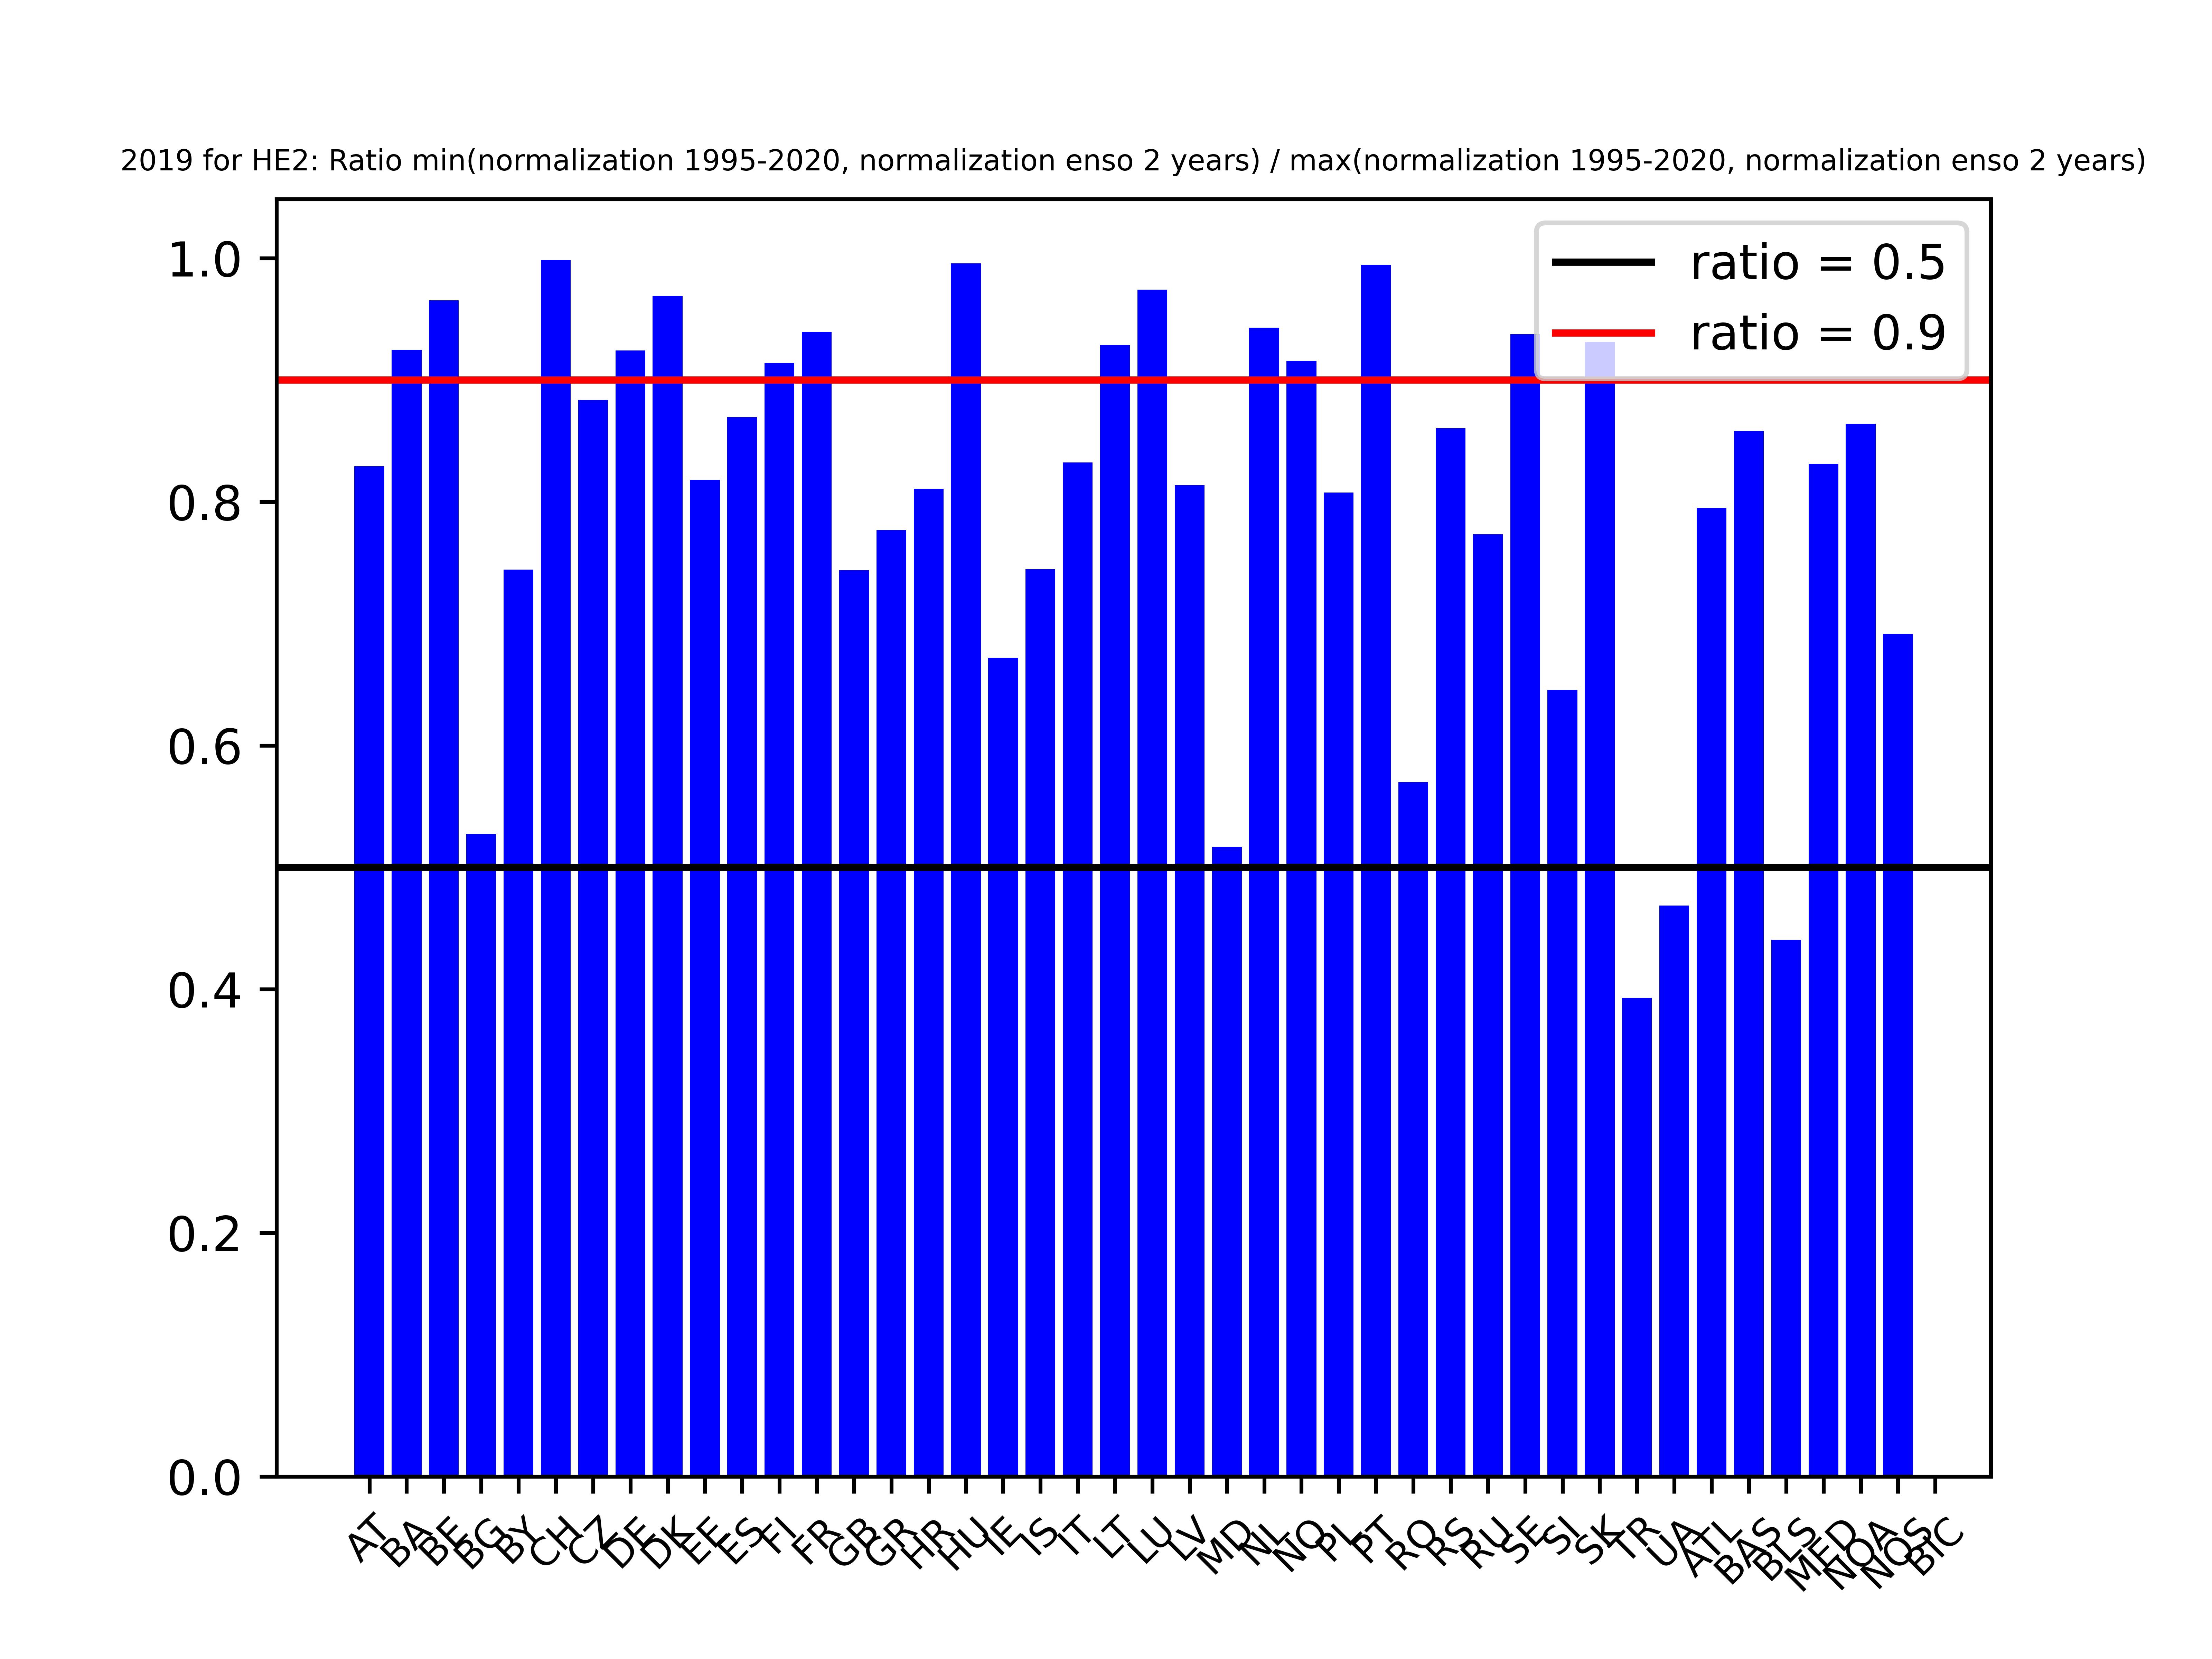 2019 for HE2: Ratio min(normalization 1995-2020, normalization enso 2 years) / max(normalization 1995-2020, normalization enso 2 years)
ratio = 0.5
ratio = 0.9
1.0
0.8
0.6
0.4
0.2
0.0
AT BA BE BG BY CH CZ DE DK EE ES FI FR GB GR HR HU IE IS IT LT LU LV MD NL NO PL PT RO RS RU SE SI SK TR UA ATL BAS BLS MED NOA NOS BIC